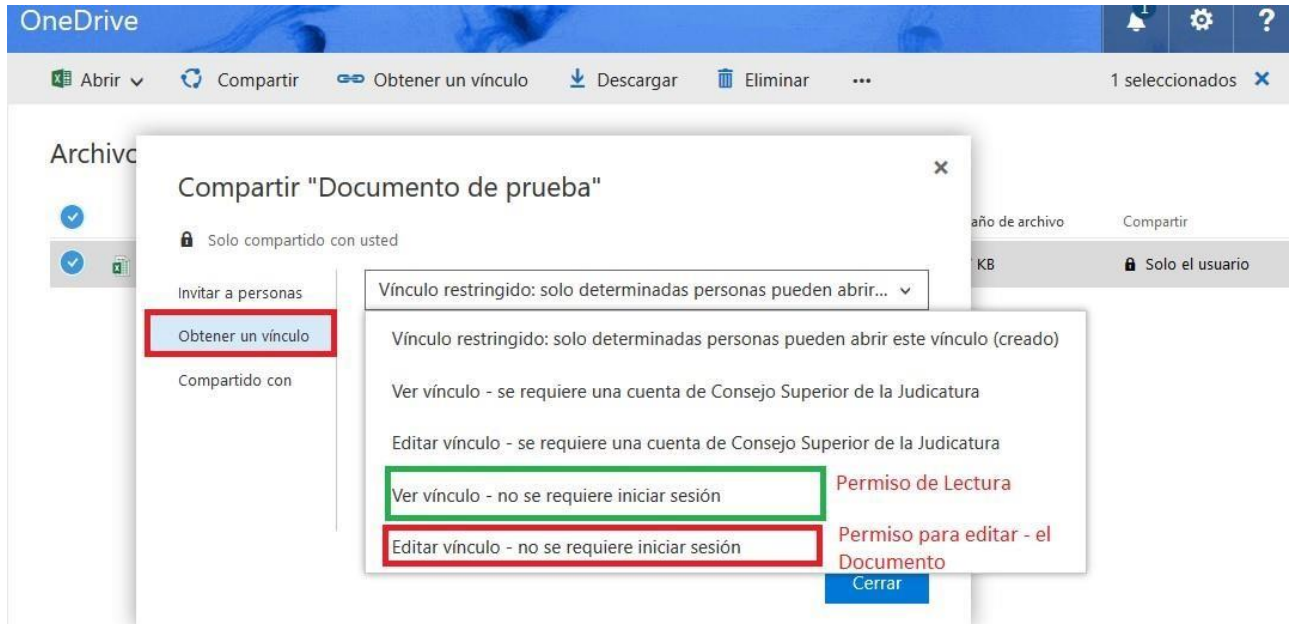 OneDrive
1
?
Abrir Compartir Obtener un vínculo Descargar Eliminar ... 1 seleccionados
Archivo
Compartir "Documento de prueba"
Solo compartido con usted
año de archivo Compartir
KB Solo el usuario
Invitar a personas
Obtener un vínculo
Compartido con
Vínculo restringido: solo determinadas personas pueden abrir...
Vínculo restringido: solo determinadas personas pueden abrir este vínculo (creado)
Ver vínculo - se requiere una cuenta de Consejo Superior de la Judicatura
Editar vínculo - se requiere una cuenta de Consejo Superior de la Judicatura
Ver vínculo - no se requiere iniciar sesión
Permiso de Lectura
Editar vínculo - no se requiere iniciar sesión
Permiso para editar - el
Documento
Cerrar